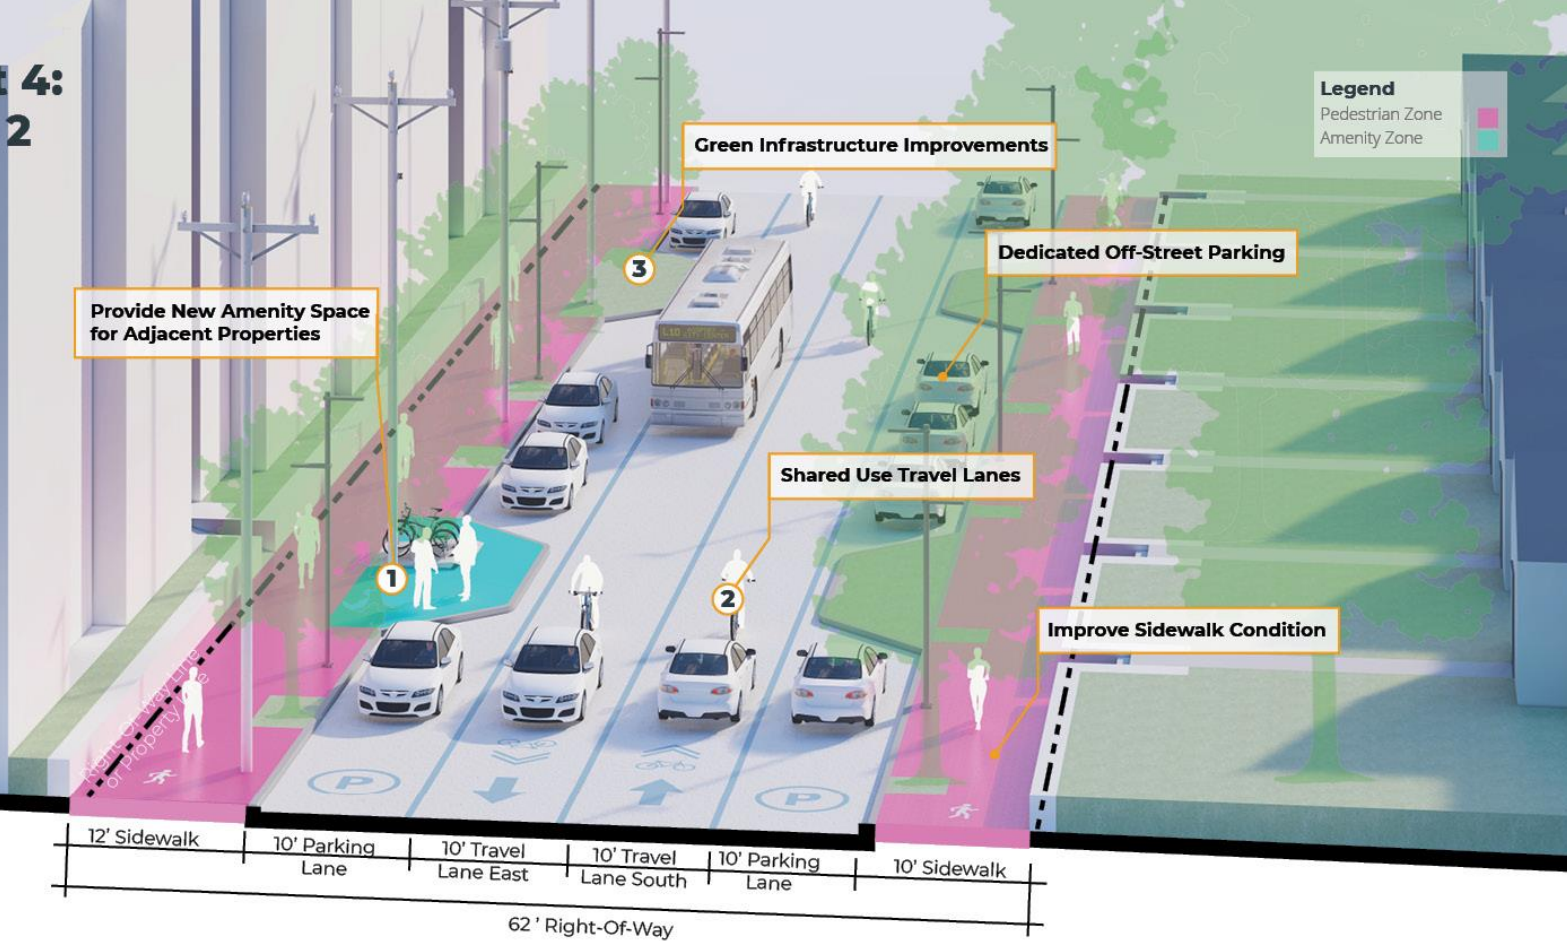 4:
2
Legend
Pedestrian Zone
Amenity Zone
Green Infrastructure Improvements
Dedicated Off-Street Parking
3
Provide New Amenity Space
for Adjacent Properties
Shared Use Travel Lanes
1
2
Improve Sidewalk Condition
Right-Of-Way Line
or Property
P
P
12' Sidewalk
10' Parking
Lane
10' Travel
Lane East
10' Travel
Lane South
10' Parking
Lane
10' Sidewalk
62 ' Right-Of-Way